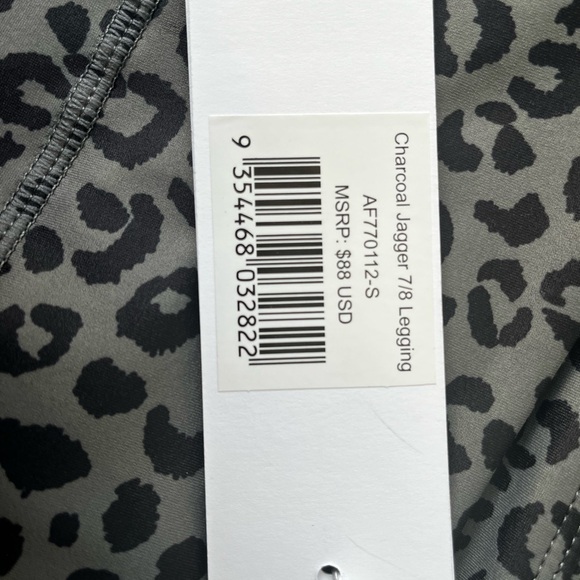 Charcoal Jagger 7/8 Legging
AF770112-S
MSRP: $88 USD
9 354468 032822